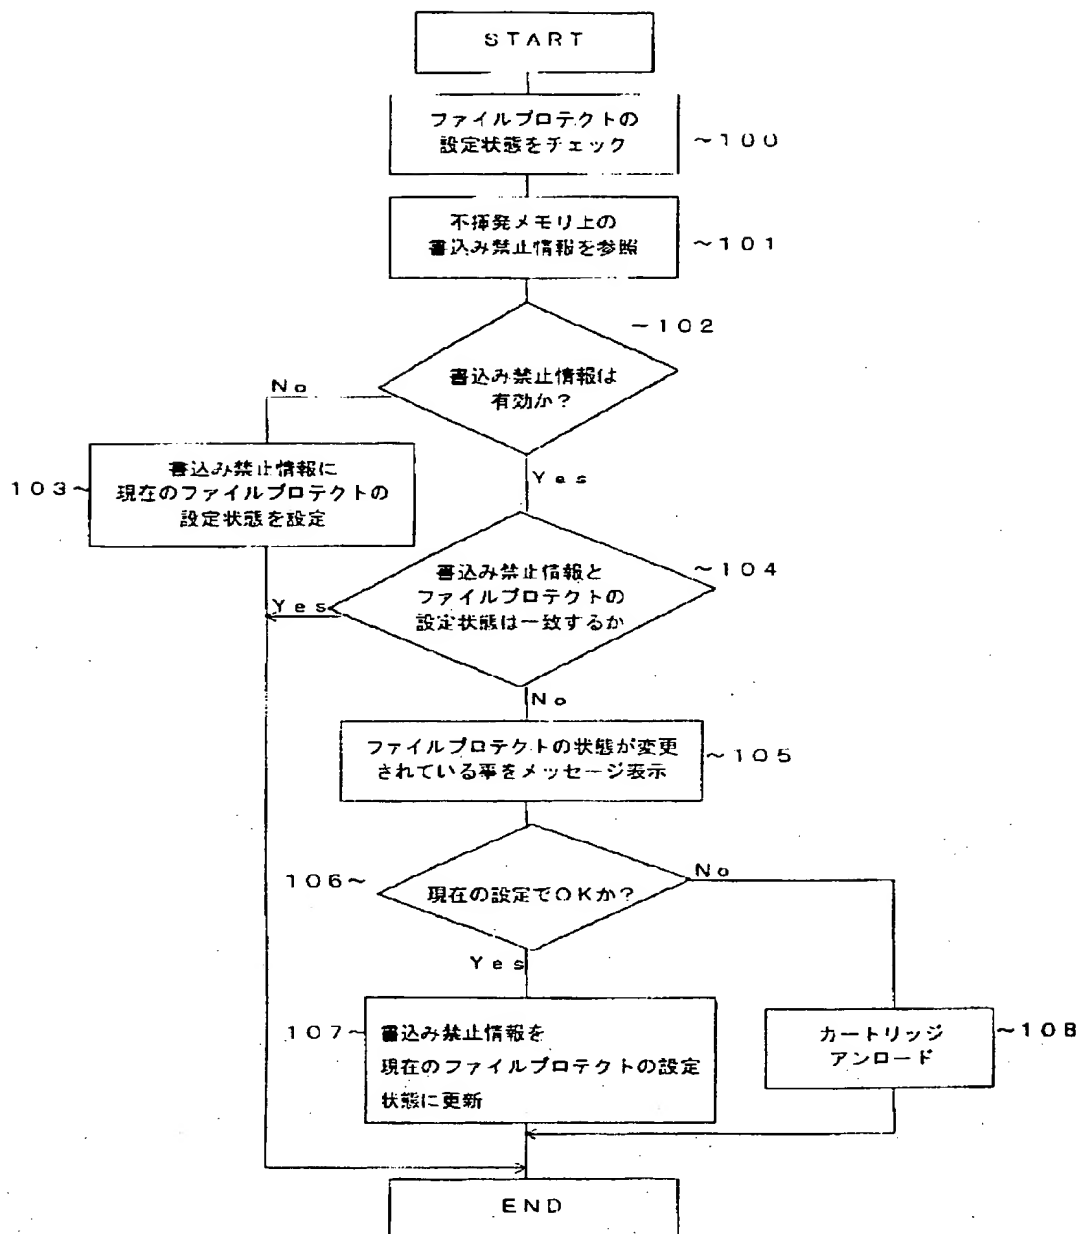 START
ファイルプロテクトの
設定状態をチェック
~100
不揮発メモリ上の
書込み禁止情報を参照
~101
~102
書込み禁止情報は
有効か?
No
Yes
書込み禁止情報に
現在のファイルプロテクトの
設定状態を設定
103~
~104
書込み禁止情報と
ファイルプロテクトの
設定状態は一致するか
Yes
No
ファイルプロテクトの状態が変更
されている事をメッセージ表示
~105
106~
現在の設定でOKか?
No
Yes
107~
書込み禁止情報を
現在のファイルプロテクトの設定
状態に更新
カートリッジ
アンロード
~108
END